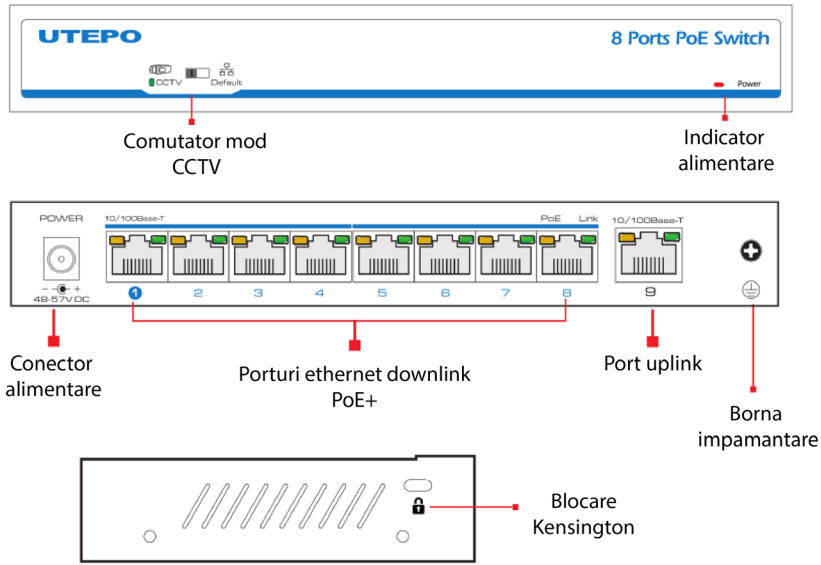 UTEPO
8 Ports PoE Switch
CCTV
Default
Power
Comutator mod
CCTV
Indicator
alimentare
POWER
10/100Base-T
PoE Link
10/100Base-T
- +
48-57V DC
1 2 3 4 5 6 7 8 9
Conector
alimentare
Porturi ethernet downlink
PoE+
Port uplink
Borna
impamantare
Blocare
Kensington